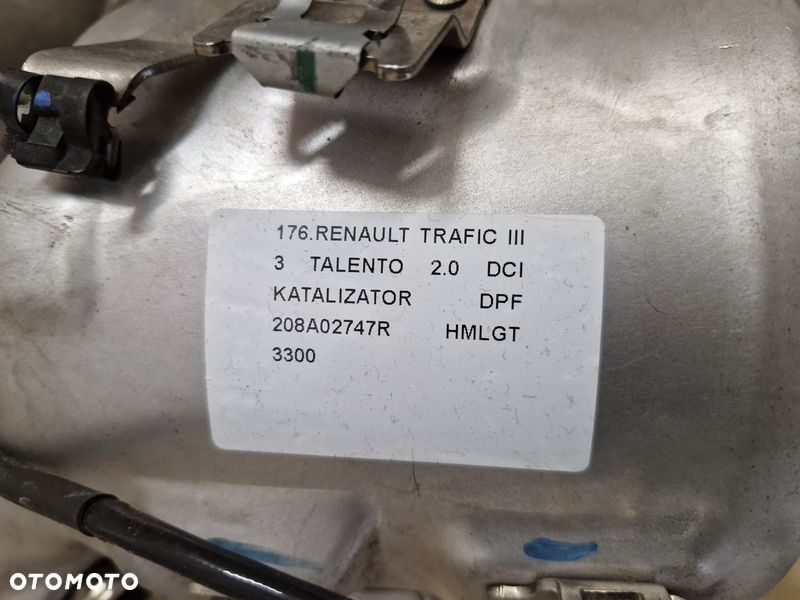 176.RENAULT TRAFIC III
3 TALENTO 2.0 DCI
KATALIZATOR DPF
208A02747R HMLGT
3300
OTOMOTO